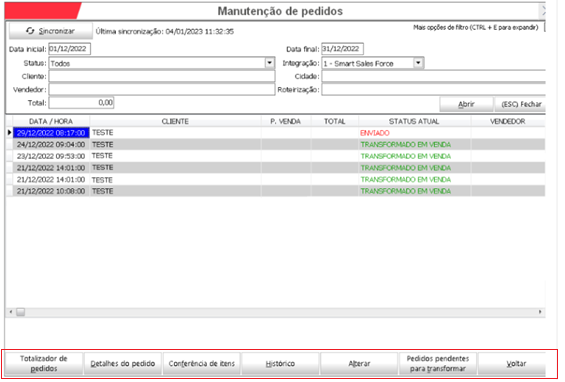 Manutenção de pedidos
Sincronizar Última sincronização: 04/01/2023 11:32:35 Mais opções de filtro (CTRL + E para expandir)
Data inicial: 01/12/2022 Data final: 31/12/2022
Status: Todos Integração: 1 - Smart Sales Force
Cliente: Cidade:
Vendedor: Roteirização:
Total: 0,00 Abrir (ESC) Fechar
DATA / HORA CLIENTE P. VENDA TOTAL STATUS ATUAL VENDEDOR
29/12/2022 08:17:00 TESTE ENVIADO
24/12/2022 09:04:00 TESTE TRANSFORMADO EM VENDA
23/12/2022 09:53:00 TESTE TRANSFORMADO EM VENDA
21/12/2022 14:01:00 TESTE TRANSFORMADO EM VENDA
21/12/2022 14:01:00 TESTE TRANSFORMADO EM VENDA
21/12/2022 10:08:00 TESTE TRANSFORMADO EM VENDA
Totalizador de
pedidos
Detalhes do pedido
Conferência de itens
Histórico
Alterar
Pedidos pendentes
para transformar
Voltar